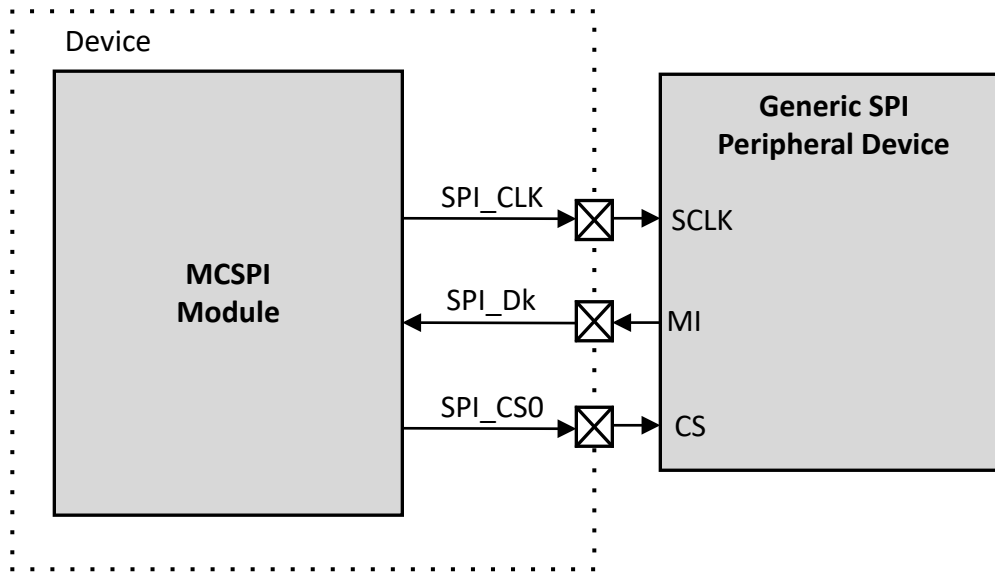 Device
Generic SPI
Peripheral Device
SPI_CLK
SCLK
MCSPI
Module
SPI_Dk
MI
SPI_CS0
CS